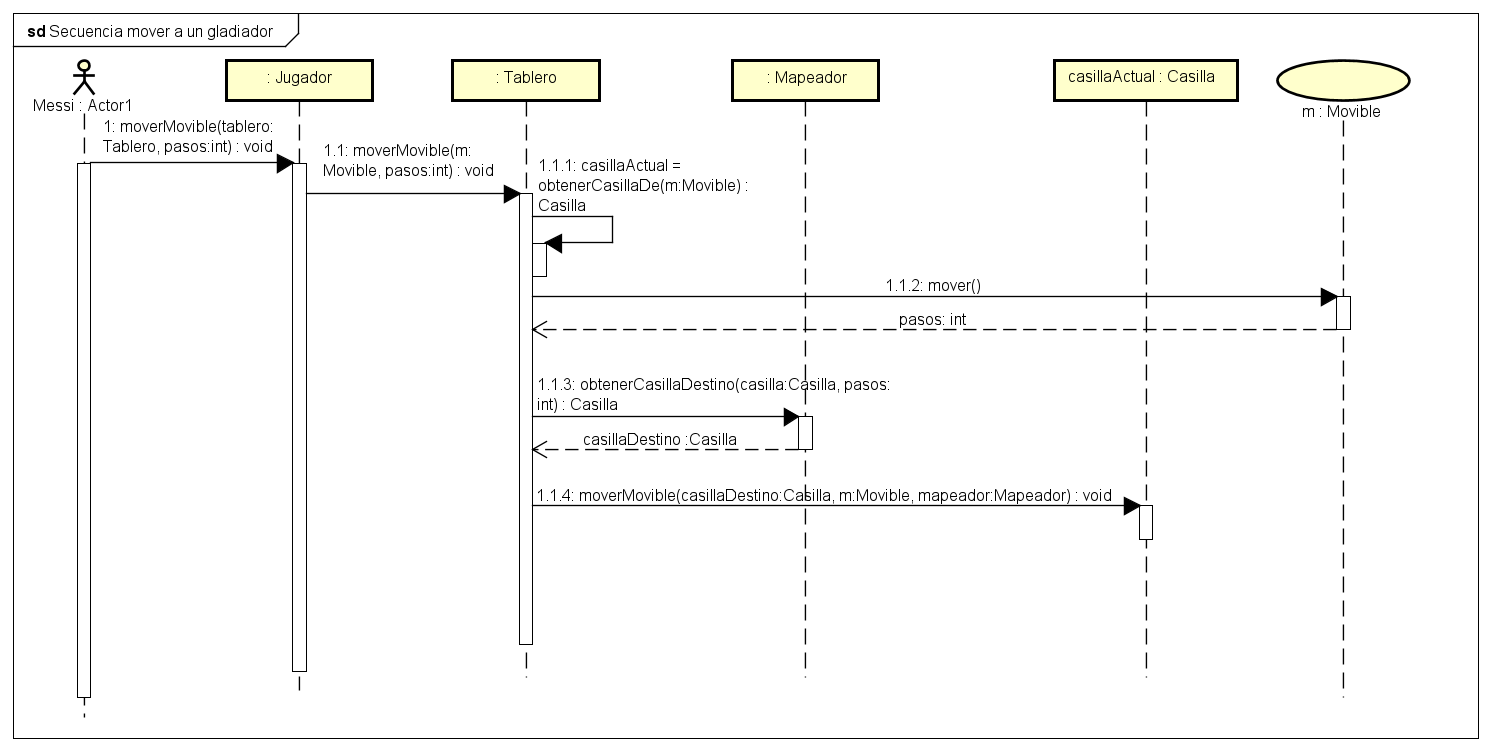 sd Secuencia mover a un gladiador
Messi : Actor1
: Jugador
: Tablero
: Mapeador
casillaActual : Casilla
m : Movible
1: moverMovible(tablero:
Tablero, pasos:int) : void
1.1: moverMovible(m:
Movible, pasos:int) : void
1.1.1: casillaActual =
obtenerCasillaDe(m:Movible) :
Casilla
1.1.2: mover()
pasos: int
1.1.3: obtenerCasillaDestino(casilla:Casilla, pasos:
int) : Casilla
casillaDestino :Casilla
1.1.4: moverMovible(casillaDestino:Casilla, m:Movible, mapeador:Mapeador) : void